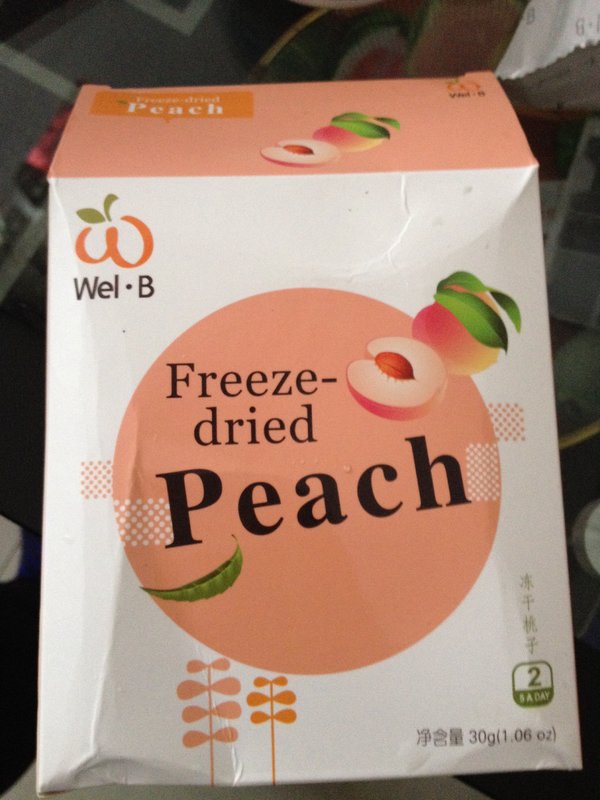 Freeze-dried
Peach
Wel·B
Wel·B
Freeze-
dried
Peach
冻干桃子
2
5 A DAY
净含量 30g(1.06 oz)